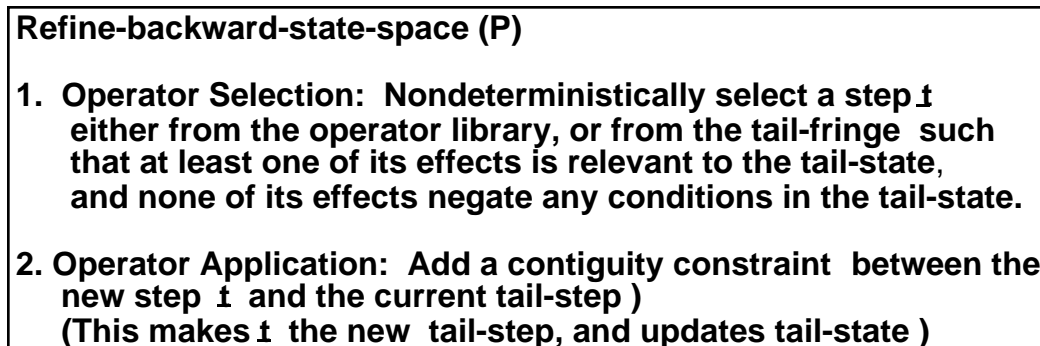 Refine-backward-state-space (P)
1. Operator Selection: Nondeterministically select a step t
either from the operator library, or from the tail-fringe such
that at least one of its effects is relevant to the tail-state,
and none of its effects negate any conditions in the tail-state.
2. Operator Application: Add a contiguity constraint between the
new step t and the current tail-step )
(This makes t the new tail-step, and updates tail-state )